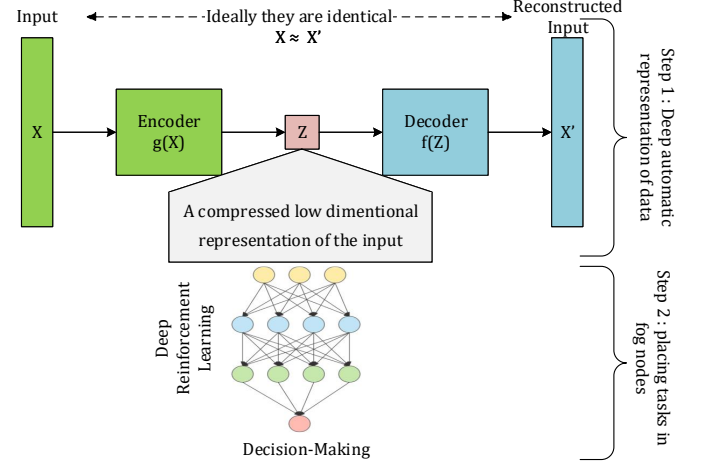 Input
Ideally they are identical
X ≈ X'
Reconstructed
Input
X
Encoder
g(X)
Z
Decoder
f(Z)
X'
A compressed low dimentional
representation of the input
Step 1 : Deep automatic
representation of data
Deep
Reinforcement
Learning
Decision-Making
Step 2 : placing tasks in
fog nodes